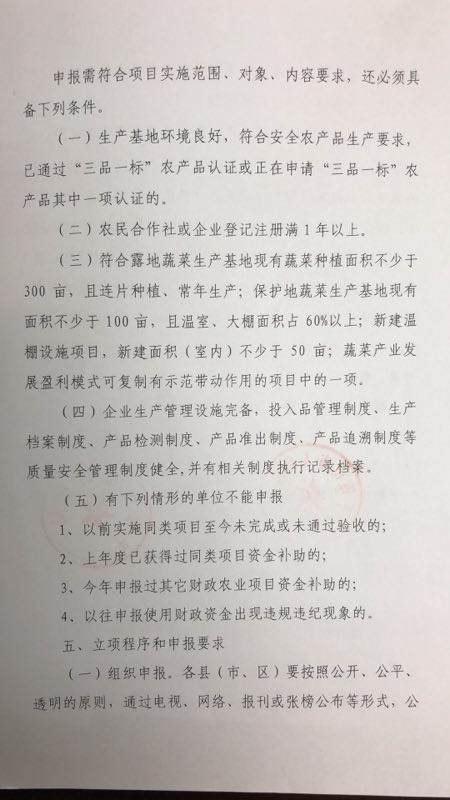 申报需符合项目实施范围、对象、内容要求，还必须具
备下列条件。
（一）生产基地环境良好，符合安全农产品生产要求，
已通过“三品一标”农产品认证或正在申请“三品一标”农
产品其中一项认证的。
（二）农民合作社或企业登记注册满1年以上。
（三）符合露地蔬菜生产基地现有蔬菜种植面积不少于
300 亩，且连片种植、常年生产；保护地蔬菜生产基地现有
面积不少于 100 亩，且温室、大棚面积占 60%以上；新建温
棚设施项目，新建面积（室内）不少于 50 亩；蔬菜产业发
展盈利模式可复制有示范带动作用的项目中的一项。
（四）企业生产管理设施完备，投入品管理制度、生产
档案制度、产品检测制度、产品准出制度、产品追溯制度等
质量安全管理制度健全,并有相关制度执行记录档案。
（五）有下列情形的单位不能申报
1、以前实施同类项目至今未完成或未通过验收的；
2、上年度已获得过同类项目资金补助的；
3、今年申报过其它财政农业项目资金补助的；
4、以往申报使用财政资金出现违规违纪现象的。
五、立项程序和申报要求
（一）组织申报。各县（市、区）要按照公开、公平、
透明的原则，通过电视、网络、报刊或张榜公布等形式，公